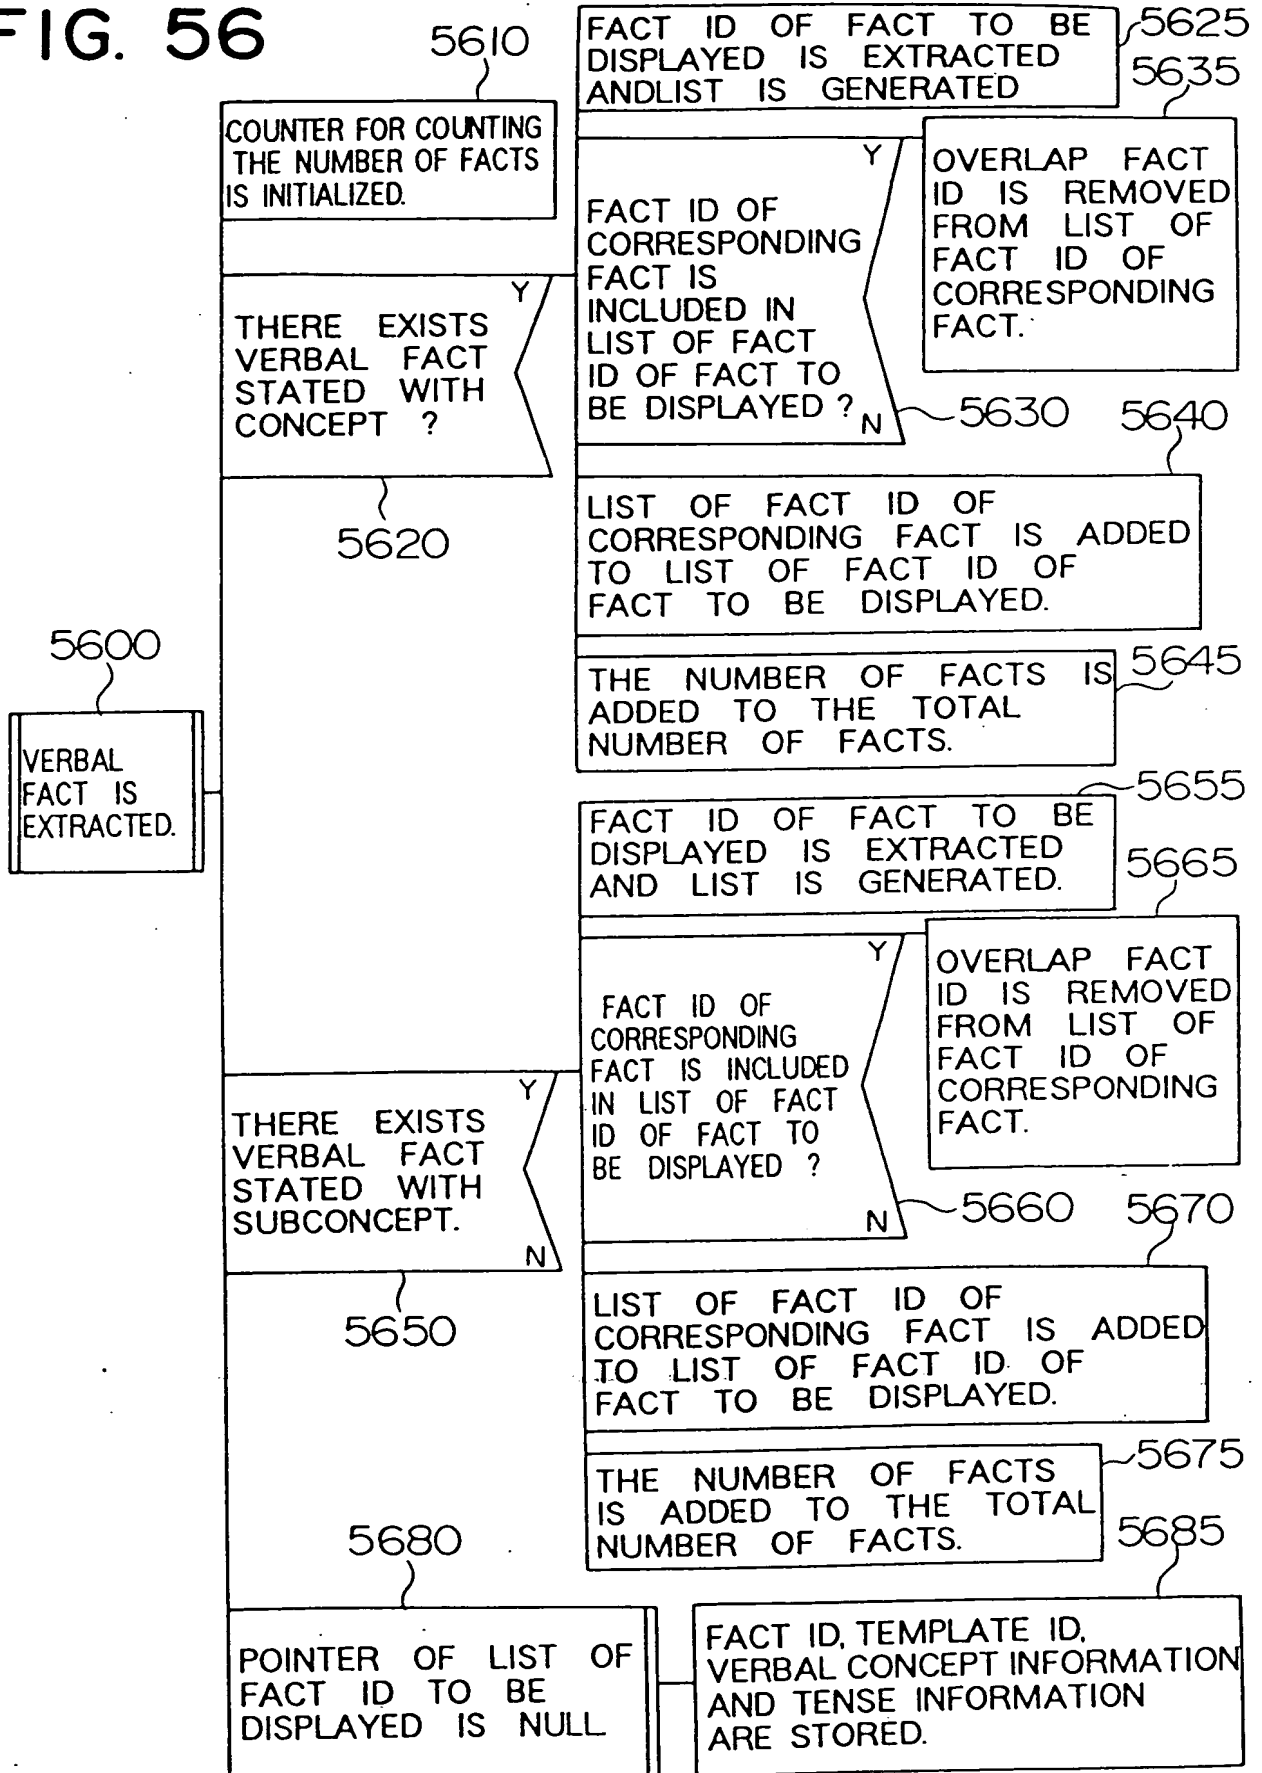 FIG. 56
5610
COUNTER FOR COUNTING
THE NUMBER OF FACTS
IS INITIALIZED.
Y
THERE EXISTS
VERBAL FACT
STATED WITH
CONCEPT ?
5620
5600
VERBAL
FACT IS
EXTRACTED.
FACT ID OF FACT TO BE
DISPLAYED IS EXTRACTED
ANDLIST IS GENERATED
5625
5635
Y
FACT ID OF
CORRESPONDING
FACT IS
INCLUDED IN
LIST OF FACT
ID OF FACT TO
BE DISPLAYED ?
N
5630
OVERLAP FACT
ID IS REMOVED
FROM LIST OF
FACT ID OF
CORRESPONDING
FACT.
5640
LIST OF FACT ID OF
CORRESPONDING FACT IS ADDED
TO LIST OF FACT ID OF
FACT TO BE DISPLAYED.
THE NUMBER OF FACTS IS
ADDED TO THE TOTAL
NUMBER OF FACTS.
5645
5655
FACT ID OF FACT TO BE
DISPLAYED IS EXTRACTED
AND LIST IS GENERATED.
5665
Y
THERE EXISTS
VERBAL FACT
STATED WITH
SUBCONCEPT.
N
5650
Y
FACT ID OF
CORRESPONDING
FACT IS INCLUDED
IN LIST OF FACT
ID OF FACT TO
BE DISPLAYED ?
N
5660
OVERLAP FACT
ID IS REMOVED
FROM LIST OF
FACT ID OF
CORRESPONDING
FACT.
5670
LIST OF FACT ID OF
CORRESPONDING FACT IS ADDED
TO LIST OF FACT ID OF
FACT TO BE DISPLAYED.
THE NUMBER OF FACTS
IS ADDED TO THE TOTAL
NUMBER OF FACTS.
5675
5680
POINTER OF LIST OF
FACT ID TO BE
DISPLAYED IS NULL
5685
FACT ID, TEMPLATE ID,
VERBAL CONCEPT INFORMATION
AND TENSE INFORMATION
ARE STORED.